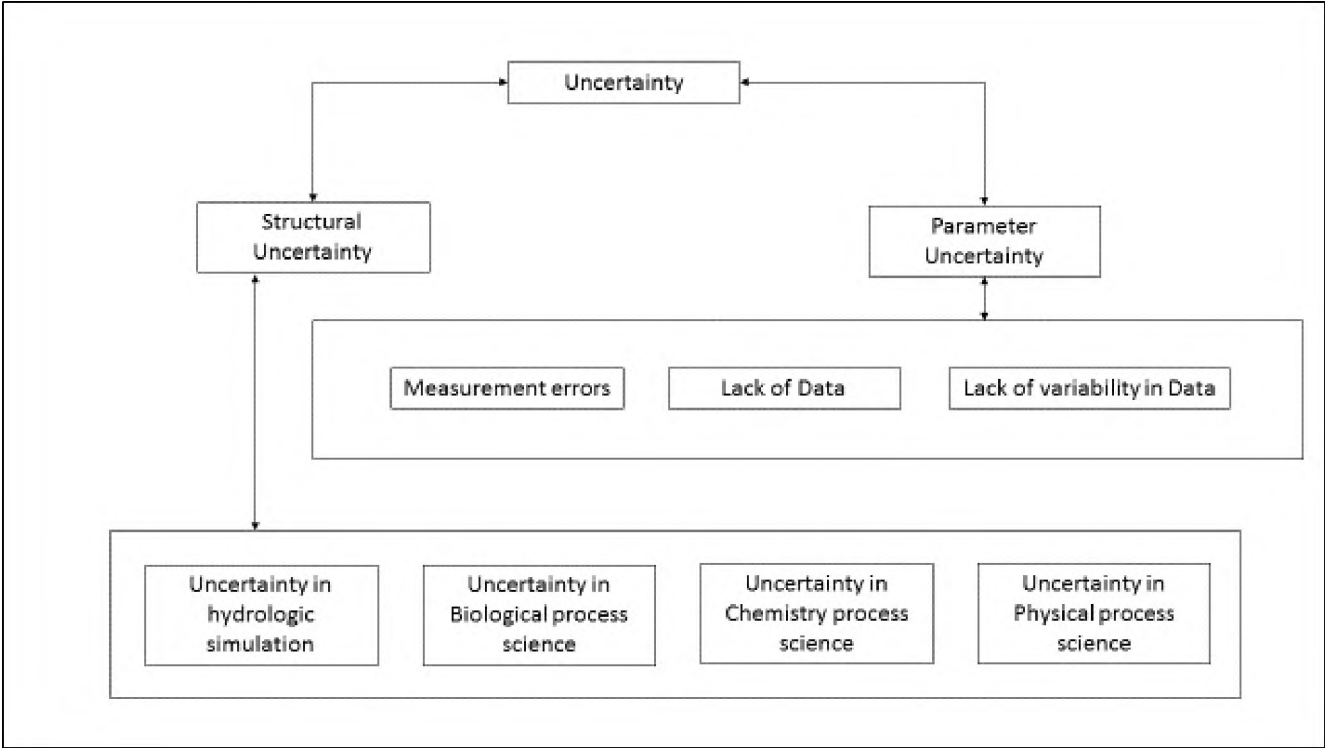 Uncertainty
Structural
Uncertainty
Parameter
Uncertainty
Measurement errors
Lack of Data
Lack of variability in Data
Uncertainty in
hydrologic
simulation
Uncertainty in
Biological process
science
Uncertainty in
Chemistry process
science
Uncertainty in
Physical process
science